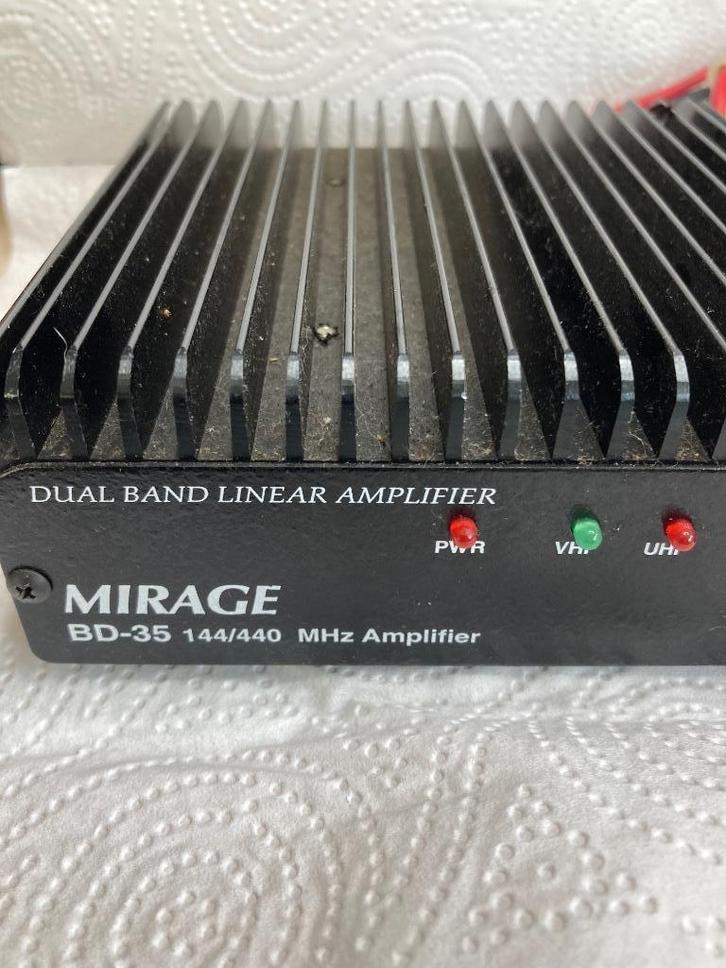 DUAL BAND LINEAR AMPLIFIER
PWR VHF UHF
MIRAGE
BD-35 144/440 MHz Amplifier